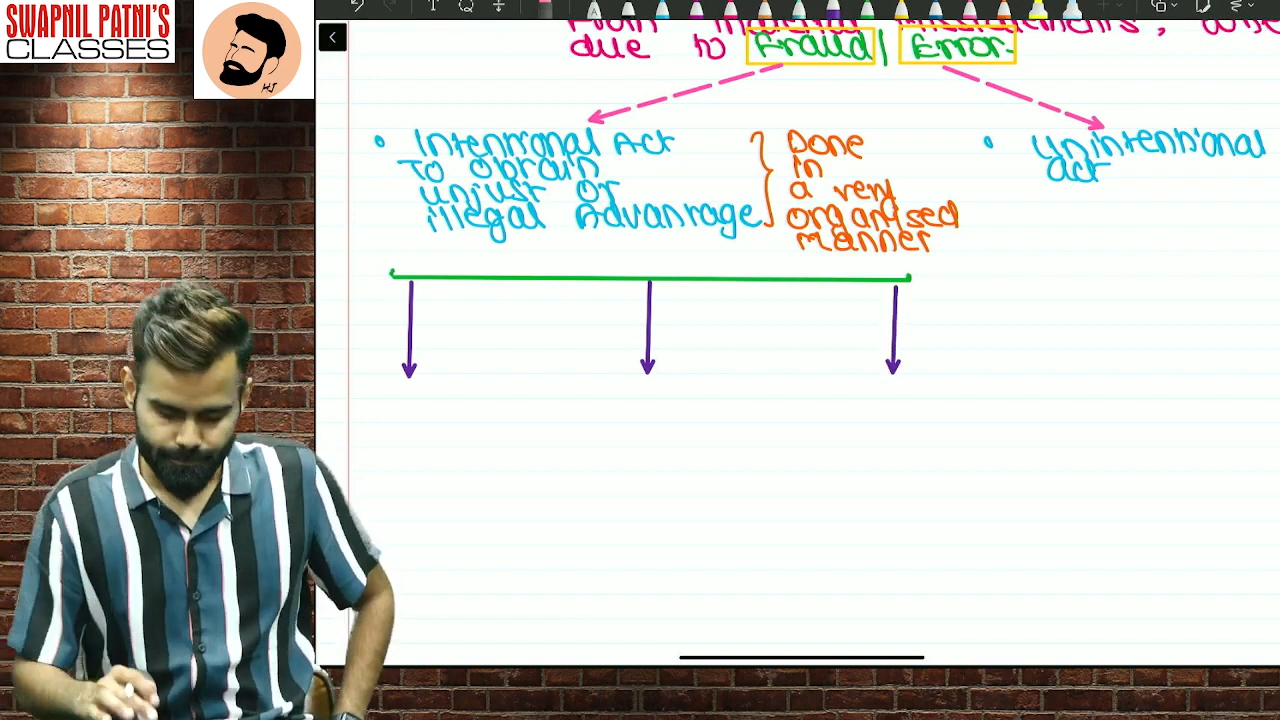 SWAPNIL PATNI'S
CLASSES
due to Fraud/ Error.
• Intentional Act
To obtain
unjust or
illegal Advantage
Done
in
a very
organised
manner
• Unintentional
act